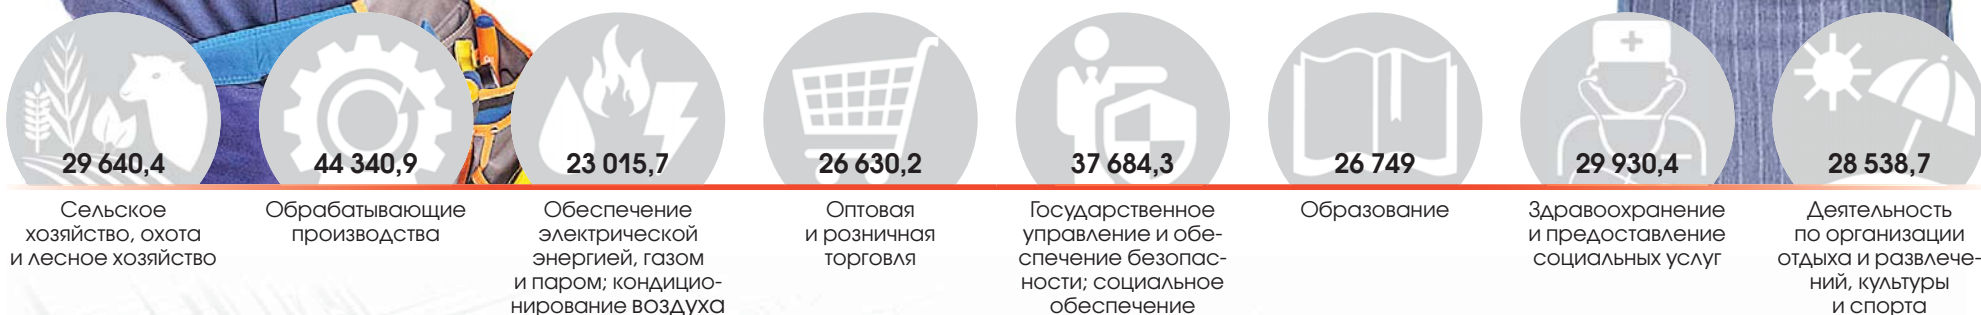 29 640,4
44 340,9
23 015,7
26 630,2
37 684,3
26 749
29 930,4
28 538,7
Сельское
хозяйство, охота
и лесное хозяйство
Обрабатывающие
производства
Обеспечение
электрической
энергией, газом
и паром; кондицио-
нирование воздуха
Оптовая
и розничная
торговля
Государственное
управление и обе-
спечение безопас-
ности; социальное
обеспечение
Образование
Здравоохранение
и предоставление
социальных услуг
Деятельность
по организации
отдыха и развлече-
ний, культуры
и спорта